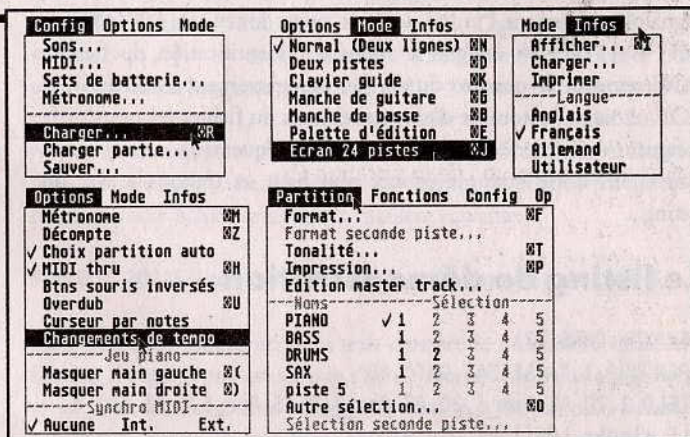 Config Options Mode
Sons...
MIDI...
Sets de batterie...
Métronome...
Charger... R
Charger partie...
Sauver...
Options Mode Infos
✓ Normal (Deux lignes) N
Deux pistes D
Clavier guide K
Manche de guitare G
Manche de basse B
Palette d'édition E
Ecran 24 pistes J
Mode Infos
Afficher... I
Charger...
Imprimer...
Langue
Anglais
✓ Français
Allemand
Utilisateur
Options Mode Infos
Métronome M
Décompte Z
✓ Choix partition auto
✓ MIDI thru H
Btns souris inversés
Overdub U
Curseur par notes
Changements de tempo
Jeu piano
Masquer main gauche (
Masquer main droite )
Synchro MIDI
✓ Aucune Int. Ext.
Partition Fonctions Config Op
Format... F
Format seconde piste...
Tonalité... T
Impression... P
Edition master track...
Noms Sélection
PIANO ✓ 1 2 3 4 5
BASS 1 2 3 4 5
DRUMS 1 2 3 4 5
SAX 1 2 3 4 5
piste 5 1 2 3 4 5
Autre sélection... O
Sélection seconde piste...